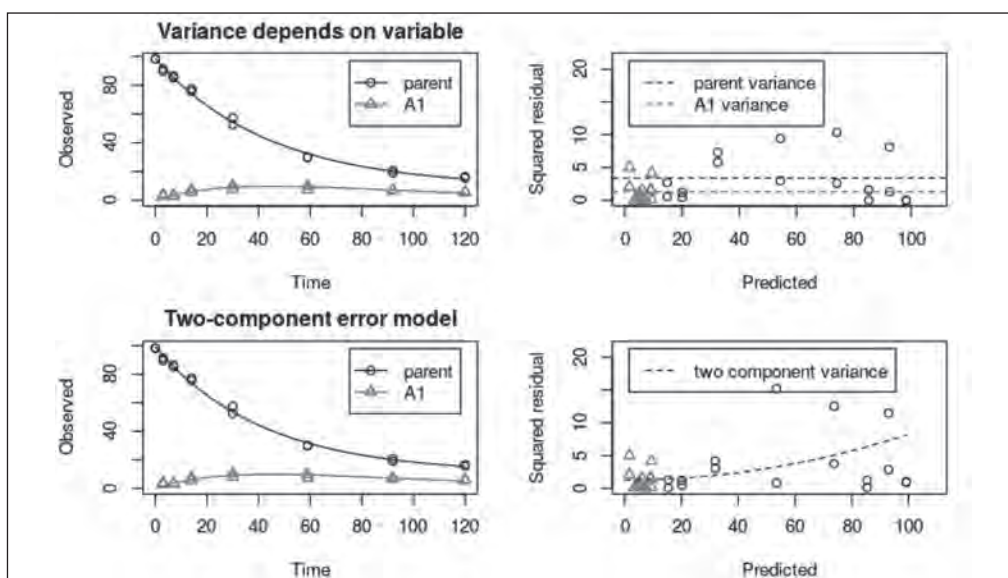 Variance depends on variable
Observed
80
40
0
parent
A1
0 20 40 60 80 100 120
Time
Squared residual
20
10
5
0
parent variance
A1 variance
0 20 40 60 80 100
Predicted
Two-component error model
Observed
80
40
0
parent
A1
0 20 40 60 80 100 120
Time
Squared residual
20
10
5
0
two component variance
0 20 40 60 80 100
Predicted